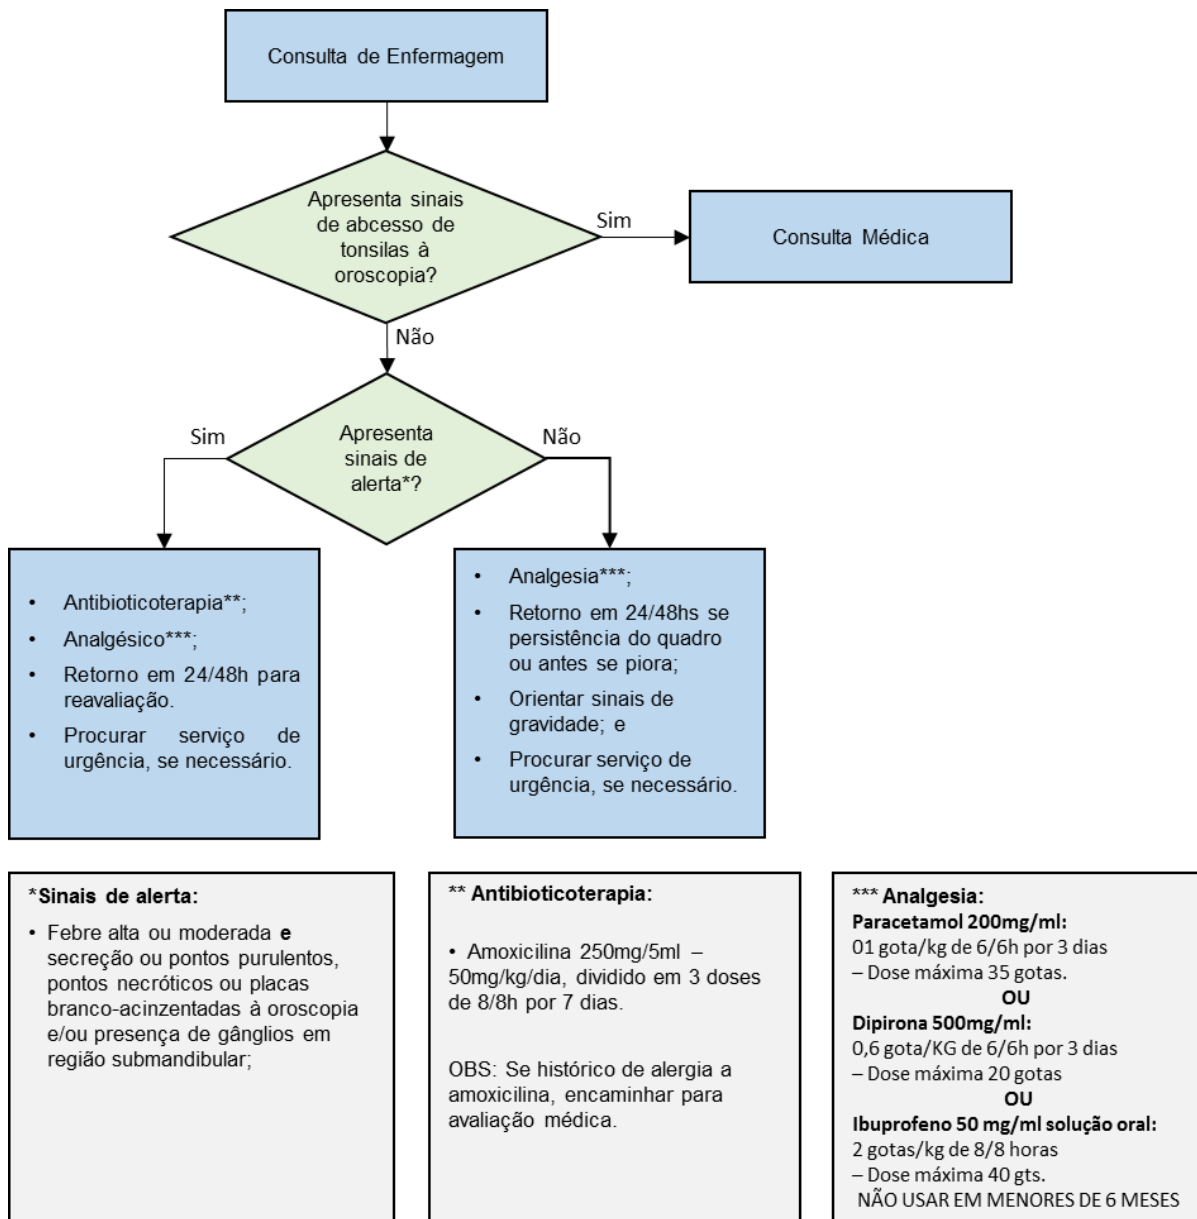 Consulta de Enfermagem
Apresenta sinais
de abcesso de
tonsilas à
oroscopia?
Sim
Consulta Médica
Não
Apresenta
sinais de
alerta*?
Sim
Não
• Antibioticoterapia**;
• Analgésico***;
• Retorno em 24/48h para
reavaliação.
• Procurar serviço de
urgência, se necessário.
• Analgesia***;
• Retorno em 24/48hs se
persistência do quadro
ou antes se piora;
• Orientar sinais de
gravidade; e
• Procurar serviço de
urgência, se necessário.
*Sinais de alerta:
• Febre alta ou moderada e
secreção ou pontos purulentos,
pontos necróticos ou placas
branco-acinzentadas à oroscopia
e/ou presença de gânglios em
região submandibular;
** Antibioticoterapia:
• Amoxicilina 250mg/5ml –
50mg/kg/dia, dividido em 3 doses
de 8/8h por 7 dias.
OBS: Se histórico de alergia a
amoxicilina, encaminhar para
avaliação médica.
*** Analgesia:
Paracetamol 200mg/ml:
01 gota/kg de 6/6h por 3 dias
– Dose máxima 35 gotas.
OU
Dipirona 500mg/ml:
0,6 gota/KG de 6/6h por 3 dias
– Dose máxima 20 gotas
OU
Ibuprofeno 50 mg/ml solução oral:
2 gotas/kg de 8/8 horas
– Dose máxima 40 gts.
NÃO USAR EM MENORES DE 6 MESES